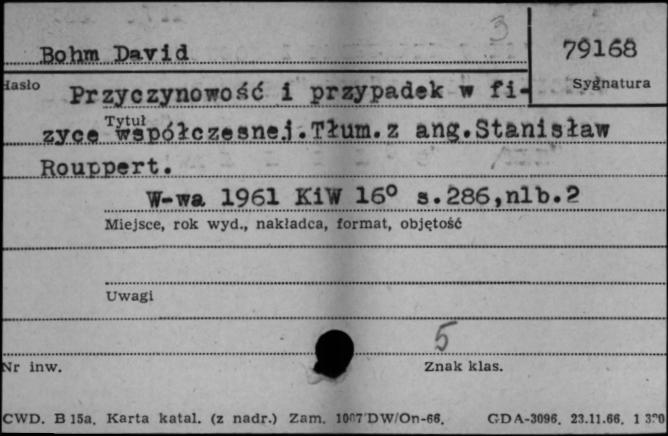 3
Bohm David
79168
Hasło
Sygnatura
Przyczynowość i przypadek w fi-
Tytuł
zyce współczesnej.Tłum.z ang.Stanisław
Rouppert.
W-wa 1961 KiW 16° s.286,nlb.2
Miejsce, rok wyd., nakładca, format, objętość
Uwagi
5
Nr inw.
Znak klas.
CWD. B 15a. Karta katal. (z nadr.) Zam. 1007 DW/On-66. GDA-3096. 23.11.66.